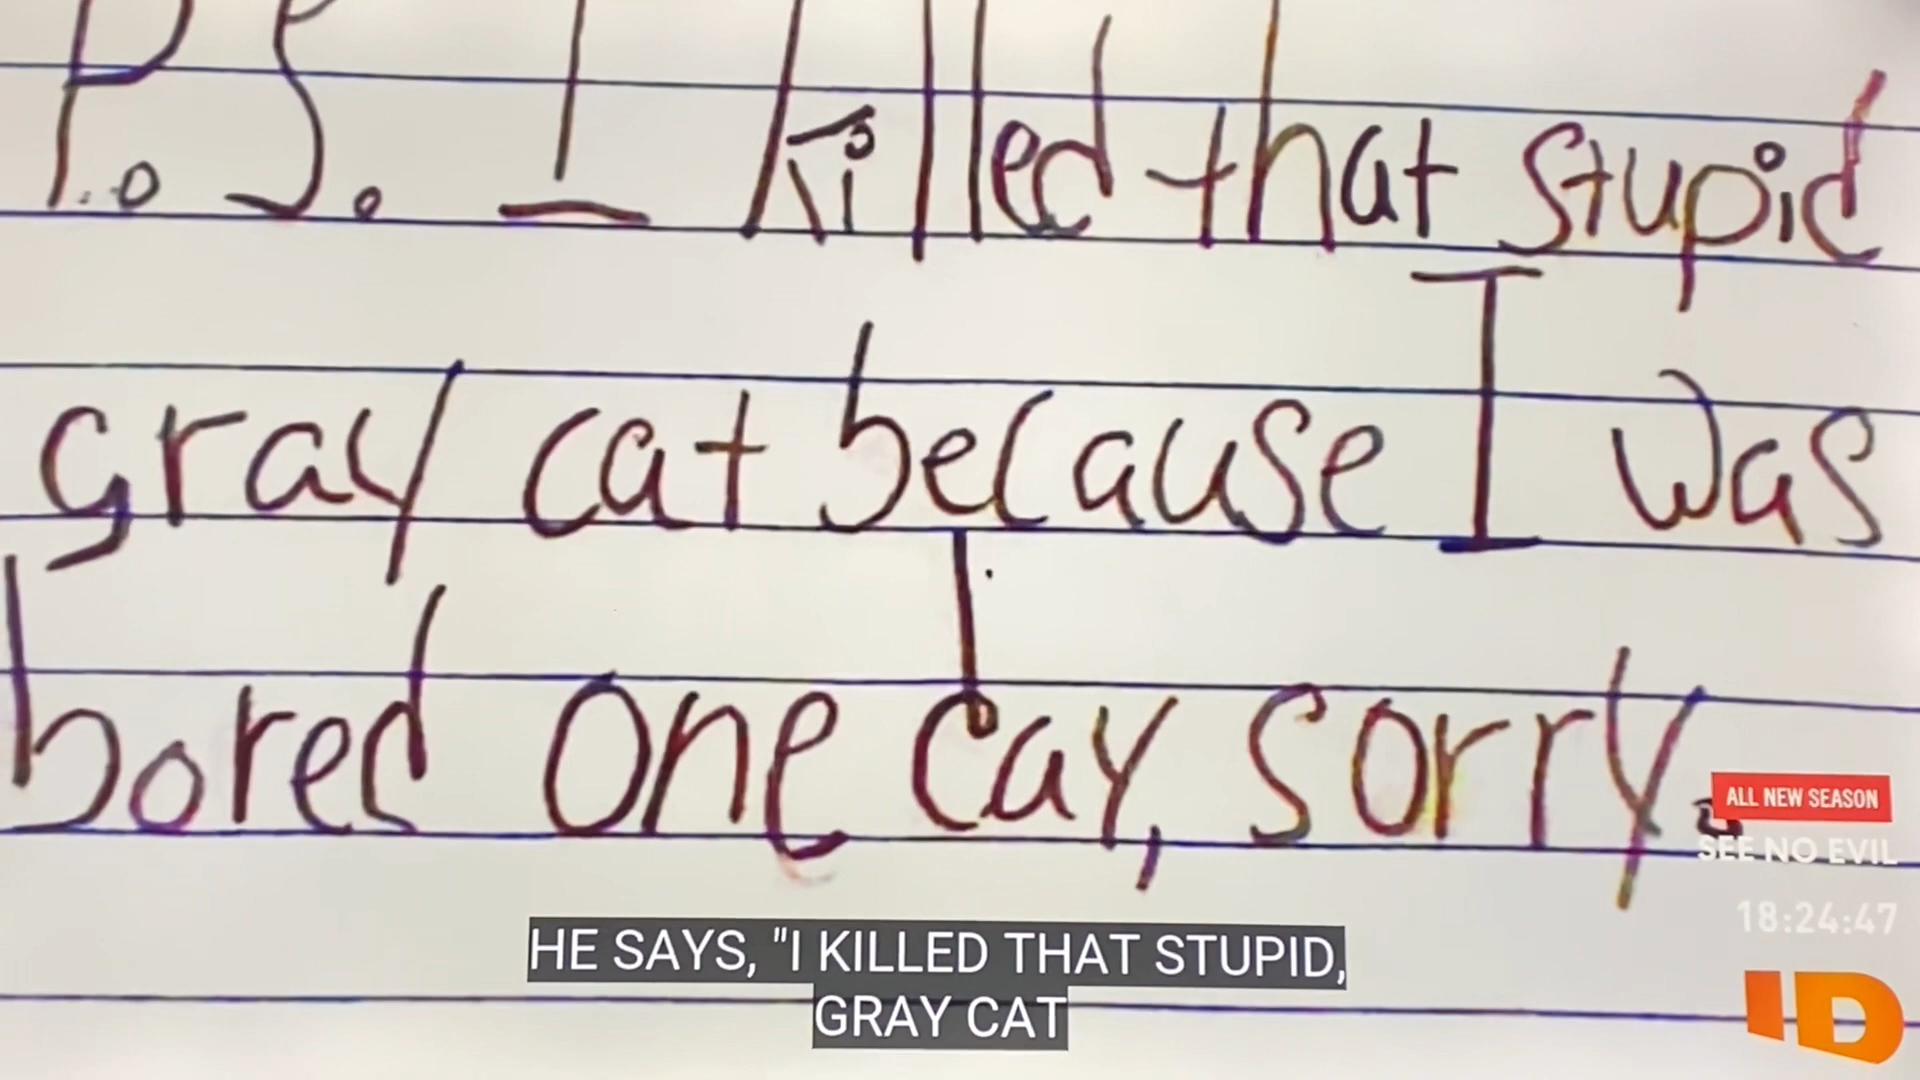 P.S. I killed that stupid
gray cat because I was
bored one day, sorry.
ALL NEW SEASON
SEE NO EVIL
18:24:47
HE SAYS, "I KILLED THAT STUPID,
GRAY CAT
ID